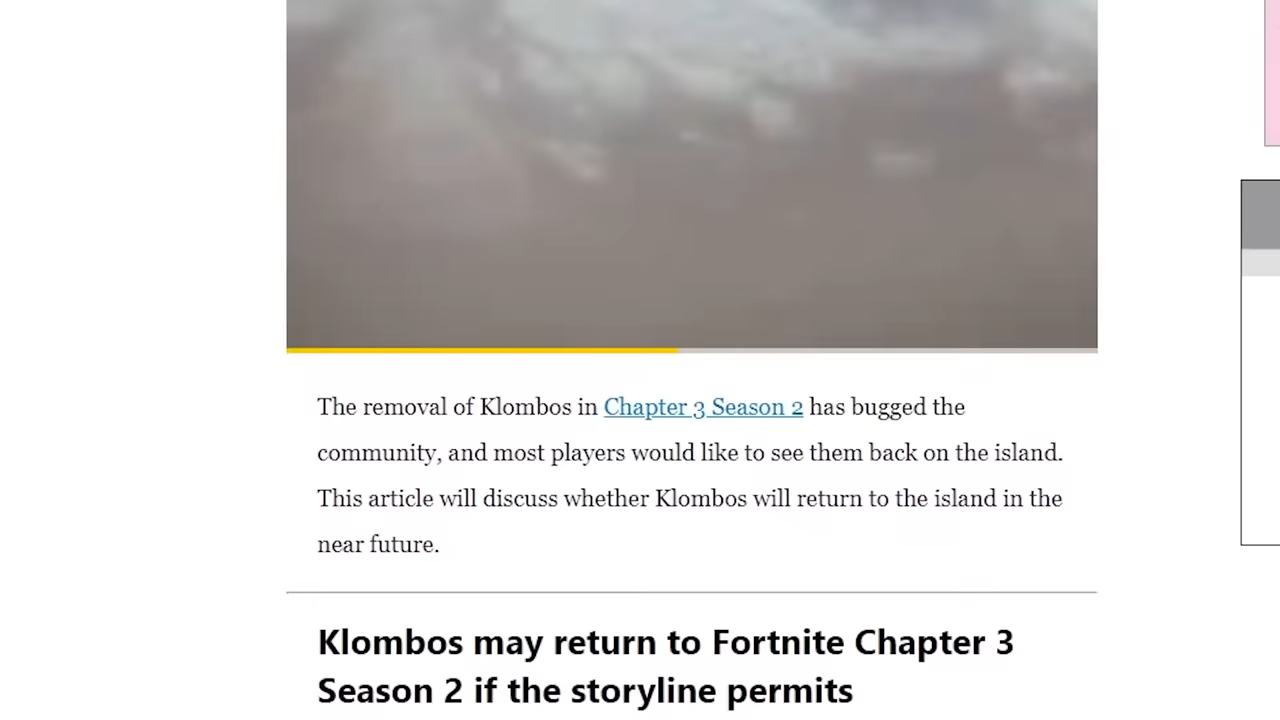 The removal of Klombos in Chapter 3 Season 2 has bugged the
community, and most players would like to see them back on the island.
This article will discuss whether Klombos will return to the island in the
near future.
Klombos may return to Fortnite Chapter 3
Season 2 if the storyline permits